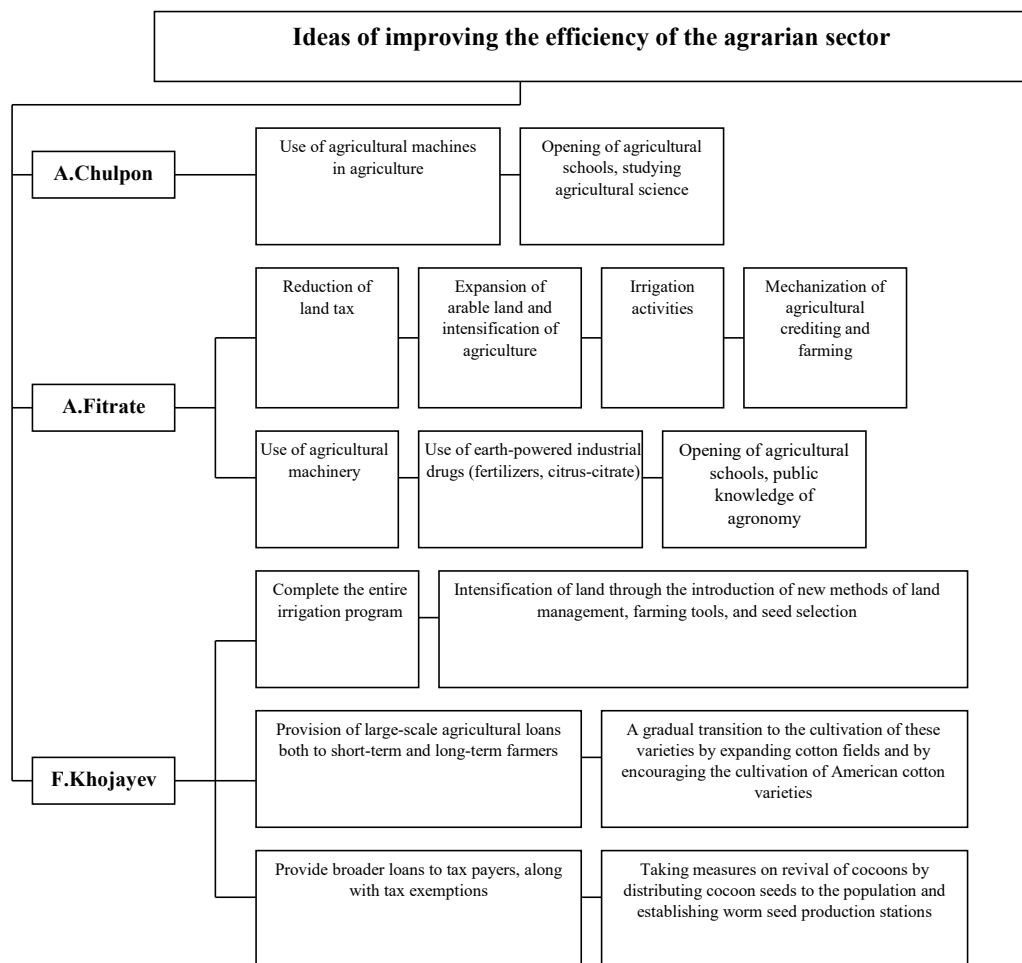 Ideas of improving the efficiency of the agrarian sector
A.Chulpon
Use of agricultural machines
in agriculture
Opening of agricultural
schools, studying
agricultural science
A.Fitrate
Reduction of
land tax
Expansion of
arable land and
intensification of
agriculture
Irrigation
activities
Mechanization of
agricultural
crediting and
farming
Use of agricultural
machinery
Use of earth-powered industrial
drugs (fertilizers, citrus-citrate)
Opening of agricultural
schools, public
knowledge of
agronomy
F.Khojayev
Complete the entire
irrigation program
Intensification of land through the introduction of new methods of land
management, farming tools, and seed selection
Provision of large-scale agricultural loans
both to short-term and long-term farmers
A gradual transition to the cultivation of these
varieties by expanding cotton fields and by
encouraging the cultivation of American cotton
varieties
Provide broader loans to tax payers, along
with tax exemptions
Taking measures on revival of cocoons by
distributing cocoon seeds to the population and
establishing worm seed production stations